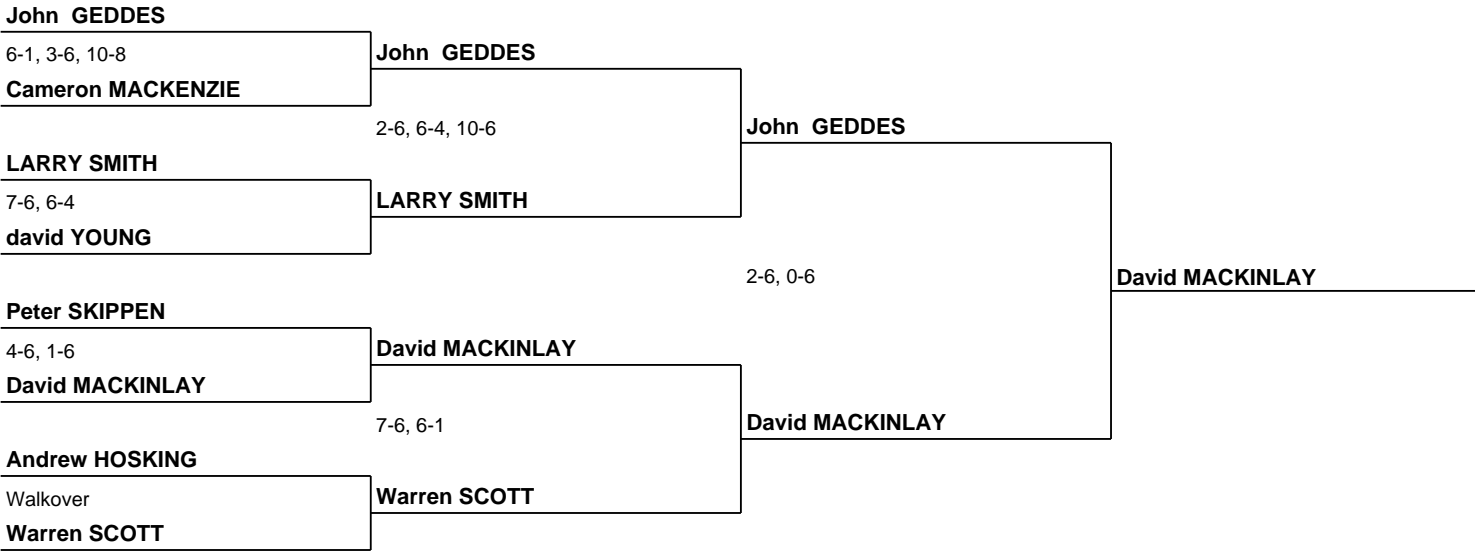 John  GEDDES
6-1, 3-6, 10-8
Cameron MACKENZIE
John  GEDDES
2-6, 6-4, 10-6
LARRY SMITH
7-6, 6-4
david YOUNG
LARRY SMITH
John  GEDDES
2-6, 0-6
David MACKINLAY
Peter SKIPPEN
4-6, 1-6
David MACKINLAY
David MACKINLAY
7-6, 6-1
David MACKINLAY
Andrew HOSKING
Walkover
Warren SCOTT
Warren SCOTT